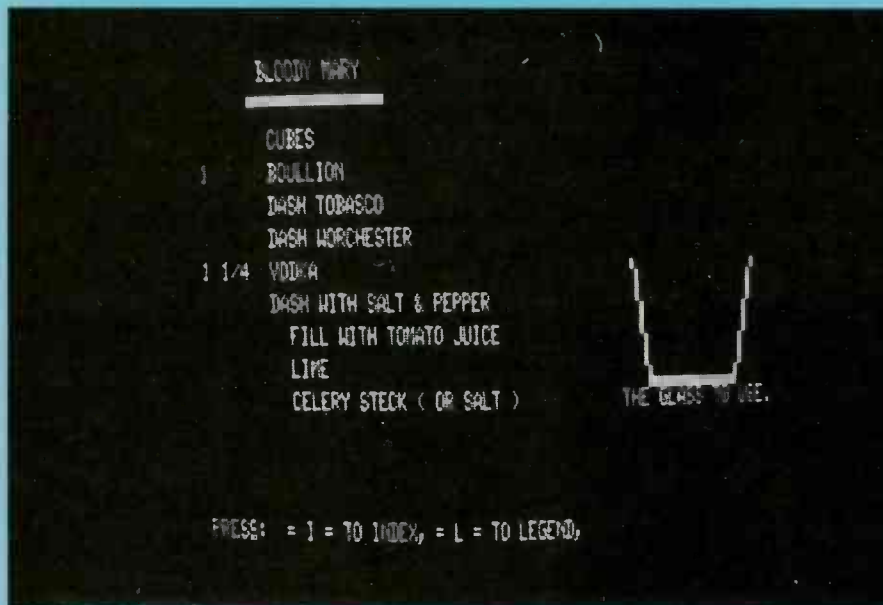 BLOODY MARY
CUBES
1 BOULLION
DASH TOBASCO
DASH WORCHESTER
1 1/4 VODKA
DASH WITH SALT & PEPPER
FILL WITH TOMATO JUICE
LIME
CELERY STECK ( OR SALT )
THE GLASS TO USE.
PRESS: = I = TO INDEX, = L = TO LEGEND,